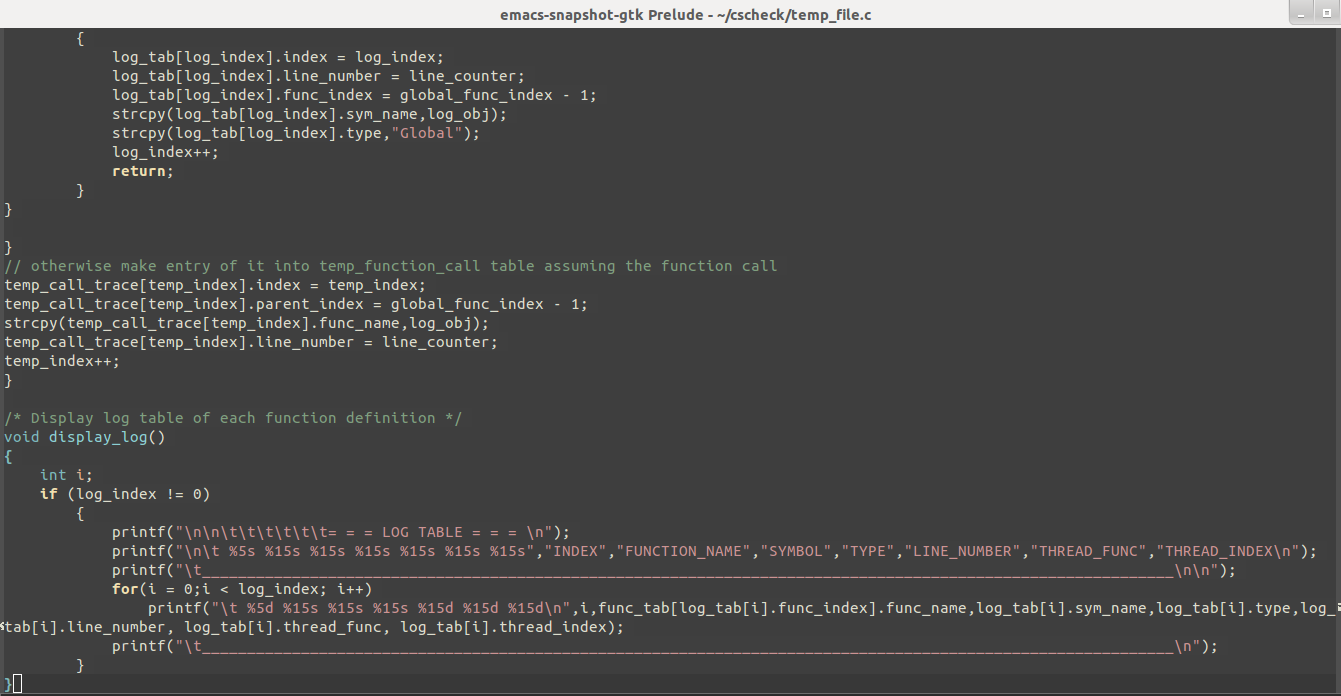 emacs-snapshot-gtk Prelude - ~/cscheck/temp_file.c
        {
            log_tab[log_index].index = log_index;
            log_tab[log_index].line_number = line_counter;
            log_tab[log_index].func_index = global_func_index - 1;
            strcpy(log_tab[log_index].sym_name,log_obj);
            strcpy(log_tab[log_index].type,"Global");
            log_index++;
            return;
        }
}

}
// otherwise make entry of it into temp_function_call table assuming the function call
temp_call_trace[temp_index].index = temp_index;
temp_call_trace[temp_index].parent_index = global_func_index - 1;
strcpy(temp_call_trace[temp_index].func_name,log_obj);
temp_call_trace[temp_index].line_number = line_counter;
temp_index++;
}

/* Display log table of each function definition */
void display_log()
{
    int i;
    if (log_index != 0)
        {
            printf("\n\n\t\t\t\t\t\t= = = LOG TABLE = = = \n");
            printf("\n\t %5s %15s %15s %15s %15s %15s %15s","INDEX","FUNCTION_NAME","SYMBOL","TYPE","LINE_NUMBER","THREAD_FUNC","THREAD_INDEX\n");
            printf("\t____________________________________________________________________________________________________________\n\n");
            for(i = 0;i < log_index; i++)
                printf("\t %5d %15s %15s %15s %15d %15d %15d\n",i,func_tab[log_tab[i].func_index].func_name,log_tab[i].sym_name,log_tab[i].type,log_
tab[i].line_number, log_tab[i].thread_func, log_tab[i].thread_index);
            printf("\t____________________________________________________________________________________________________________\n");
        }
}